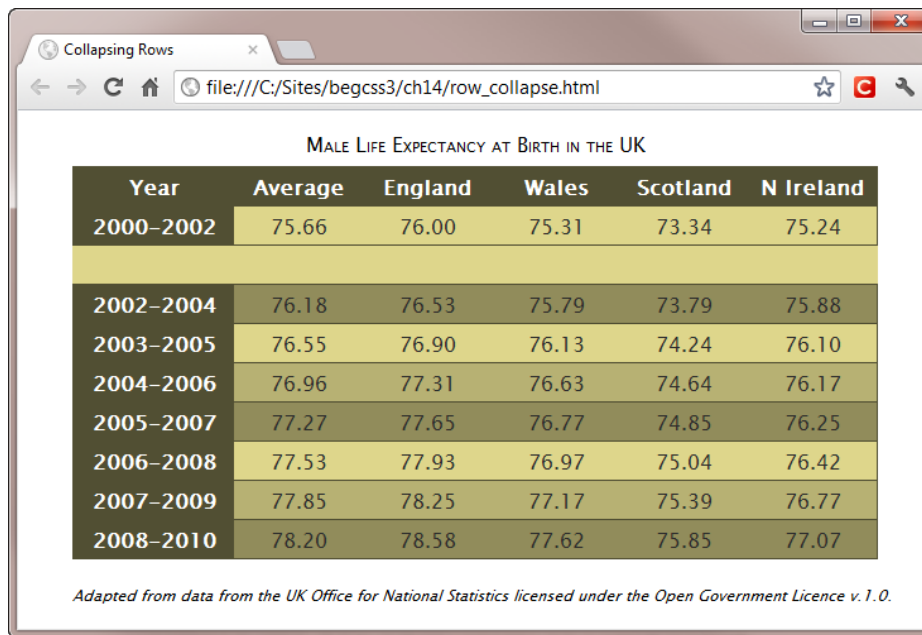 Collapsing Rows
file:///C:/Sites/begcss3/ch14/row_collapse.html
Male Life Expectancy at Birth in the UK
Year Average England Wales Scotland N Ireland
2000–2002 75.66 76.00 75.31 73.34 75.24
2002–2004 76.18 76.53 75.79 73.79 75.88
2003–2005 76.55 76.90 76.13 74.24 76.10
2004–2006 76.96 77.31 76.63 74.64 76.17
2005–2007 77.27 77.65 76.77 74.85 76.25
2006–2008 77.53 77.93 76.97 75.04 76.42
2007–2009 77.85 78.25 77.17 75.39 76.77
2008–2010 78.20 78.58 77.62 75.85 77.07
Adapted from data from the UK Office for National Statistics licensed under the Open Government Licence v.1.0.